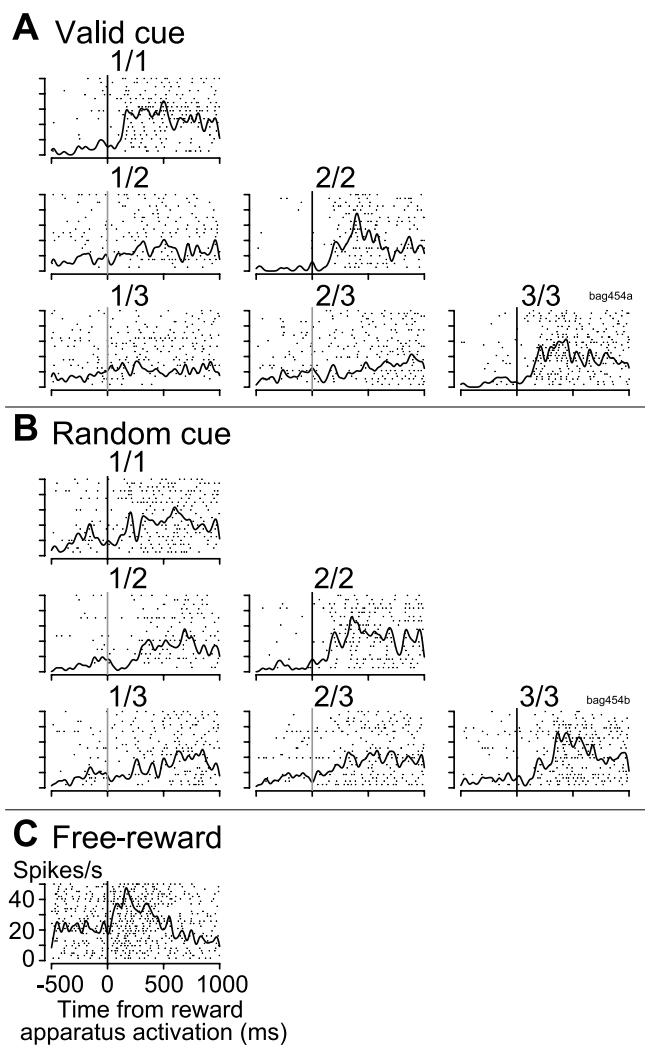 A Valid cue
1/1
1/2 2/2
1/3 2/3 3/3 bag454a
B Random cue
1/1
1/2 2/2
1/3 2/3 3/3 bag454b
C Free-reward
Spikes/s
40
20
0
-500 0 500 1000
Time from reward
apparatus activation (ms)